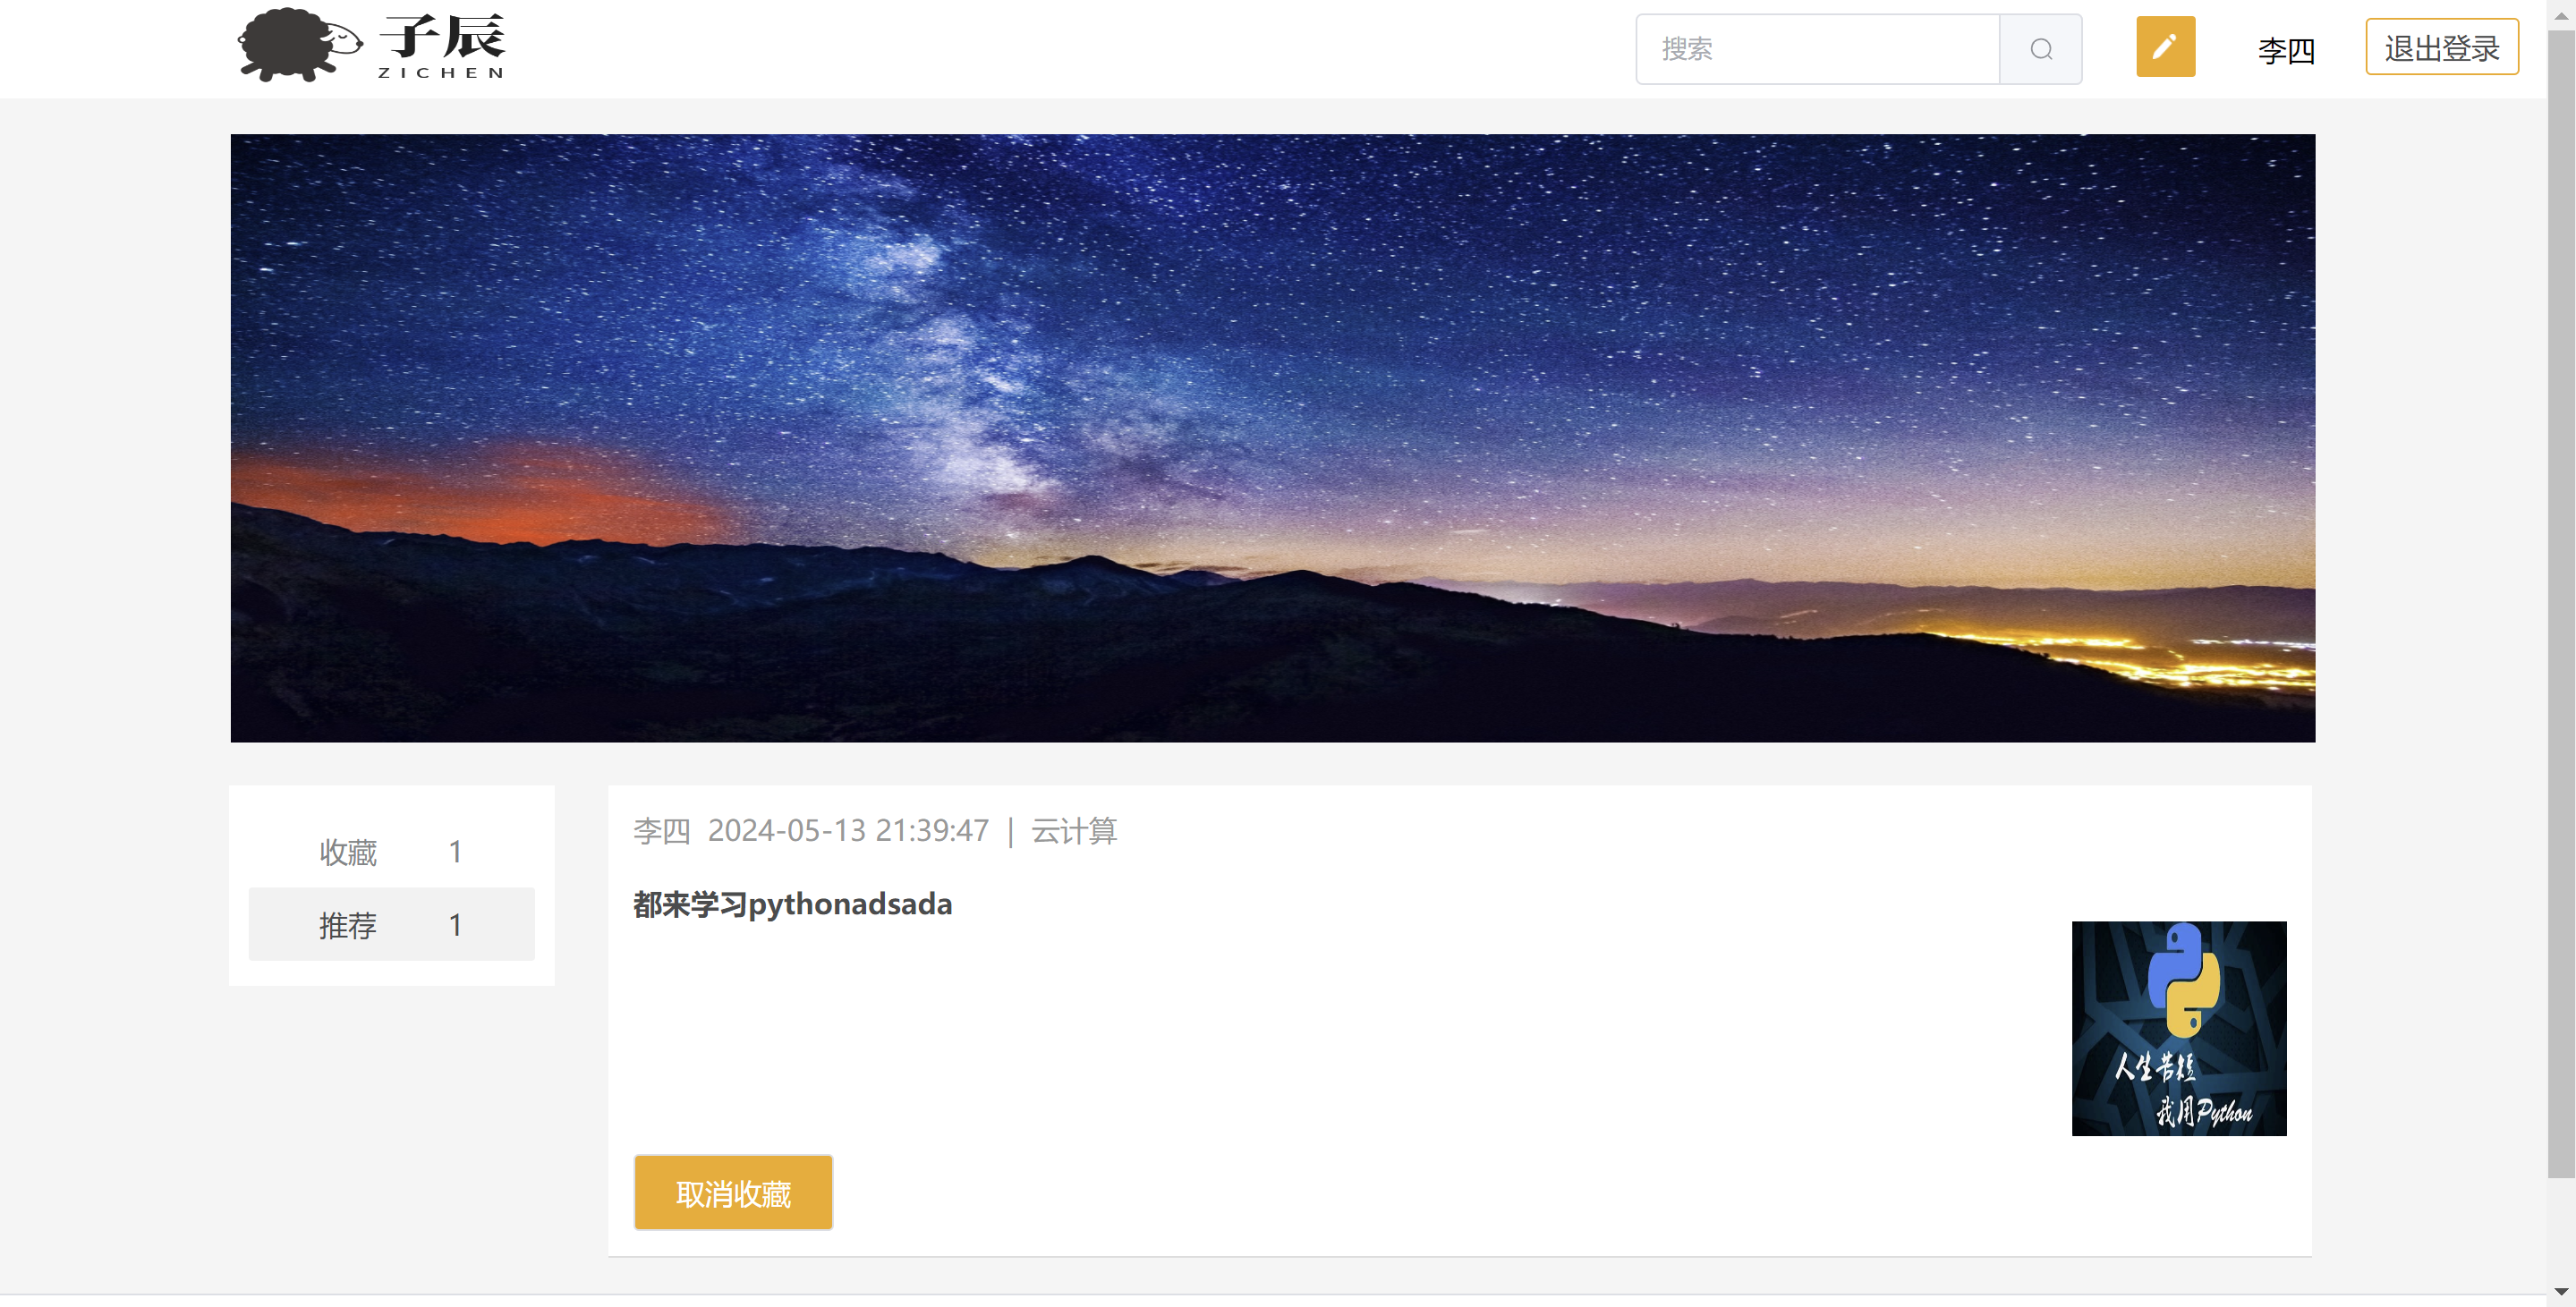 子辰
ZICHEN
搜索
李四
退出登录
收藏 1
推荐 1
李四 2024-05-13 21:39:47 | 云计算
都来学习pythonadsada
人生苦短
我用Python
取消收藏